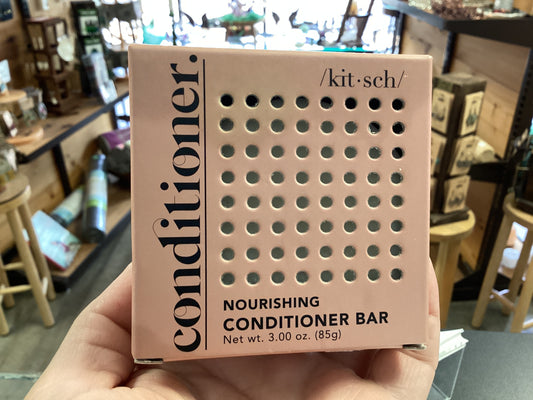 conditioner.
/kit·sch/
NOURISHING
CONDITIONER BAR
Net wt. 3.00 oz. (85g)